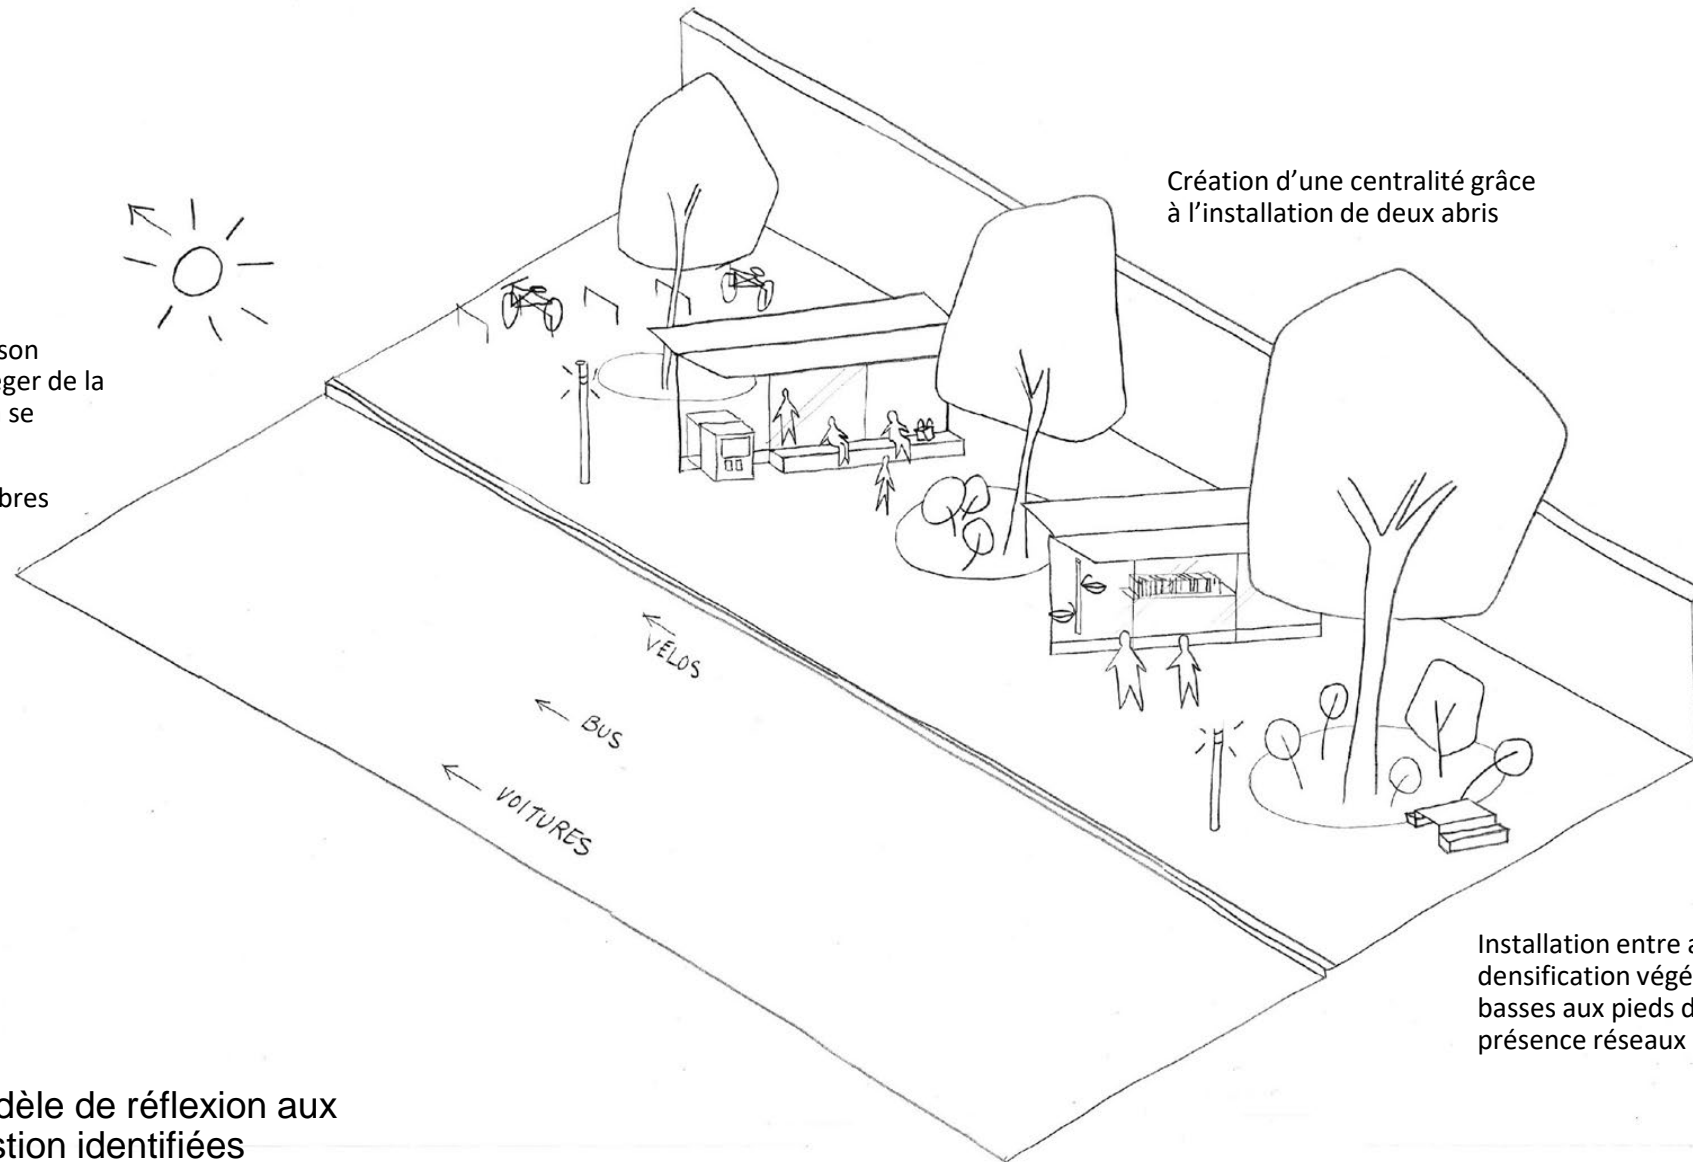 Création d’une centralité grâce
à l’installation de deux abris
son
ger de la
se
bres
VÉLOS
BUS
VOITURES
Installation entre a
densification végé
basses aux pieds d
présence réseaux
dèle de réflexion aux
stion identifiées